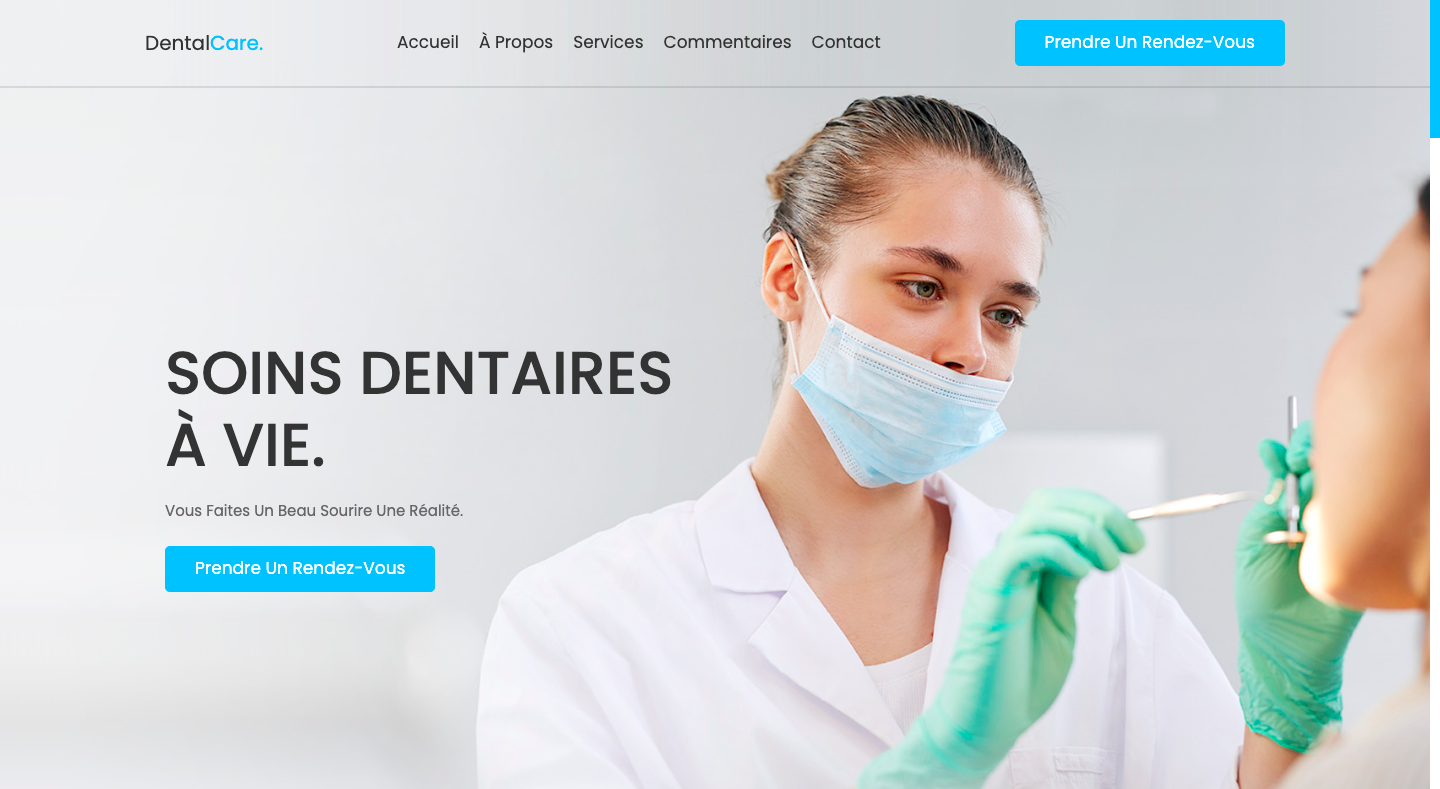 DentalCare.
Accueil À Propos Services Commentaires Contact
Prendre Un Rendez-Vous
SOINS DENTAIRES
À VIE.
Vous Faites Un Beau Sourire Une Réalité.
Prendre Un Rendez-Vous